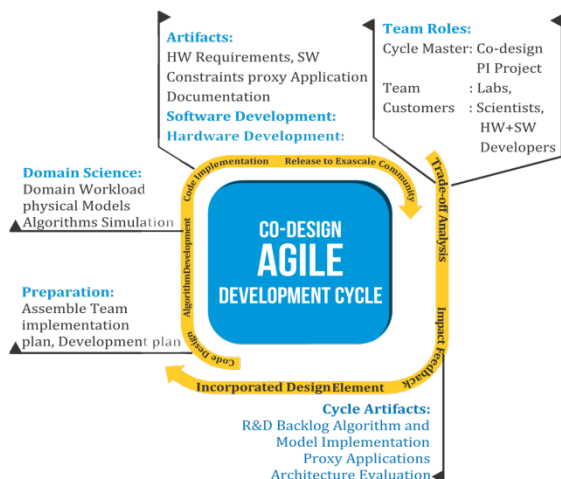 Artifacts:
HW Requirements, SW
Constraints proxy Application
Documentation
Software Development:
Hardware Development:
Team Roles:
Cycle Master: Co-design
PI Project
Team : Labs,
Customers : Scientists,
HW+SW
Developers
Domain Science:
Domain Workload
physical Models
Algorithms Simulation
Preparation:
Assemble Team
implementation
plan, Development plan
Code Design
AlgorithmDevelopment
Code Implementation
Release to Exascale Community
Trade-off Analysis
Impact Feedback
Incorporated Design Element
CO-DESIGN
AGILE
DEVELOPMENT CYCLE
Cycle Artifacts:
R&D Backlog Algorithm and
Model Implementation
Proxy Applications
Architecture Evaluation